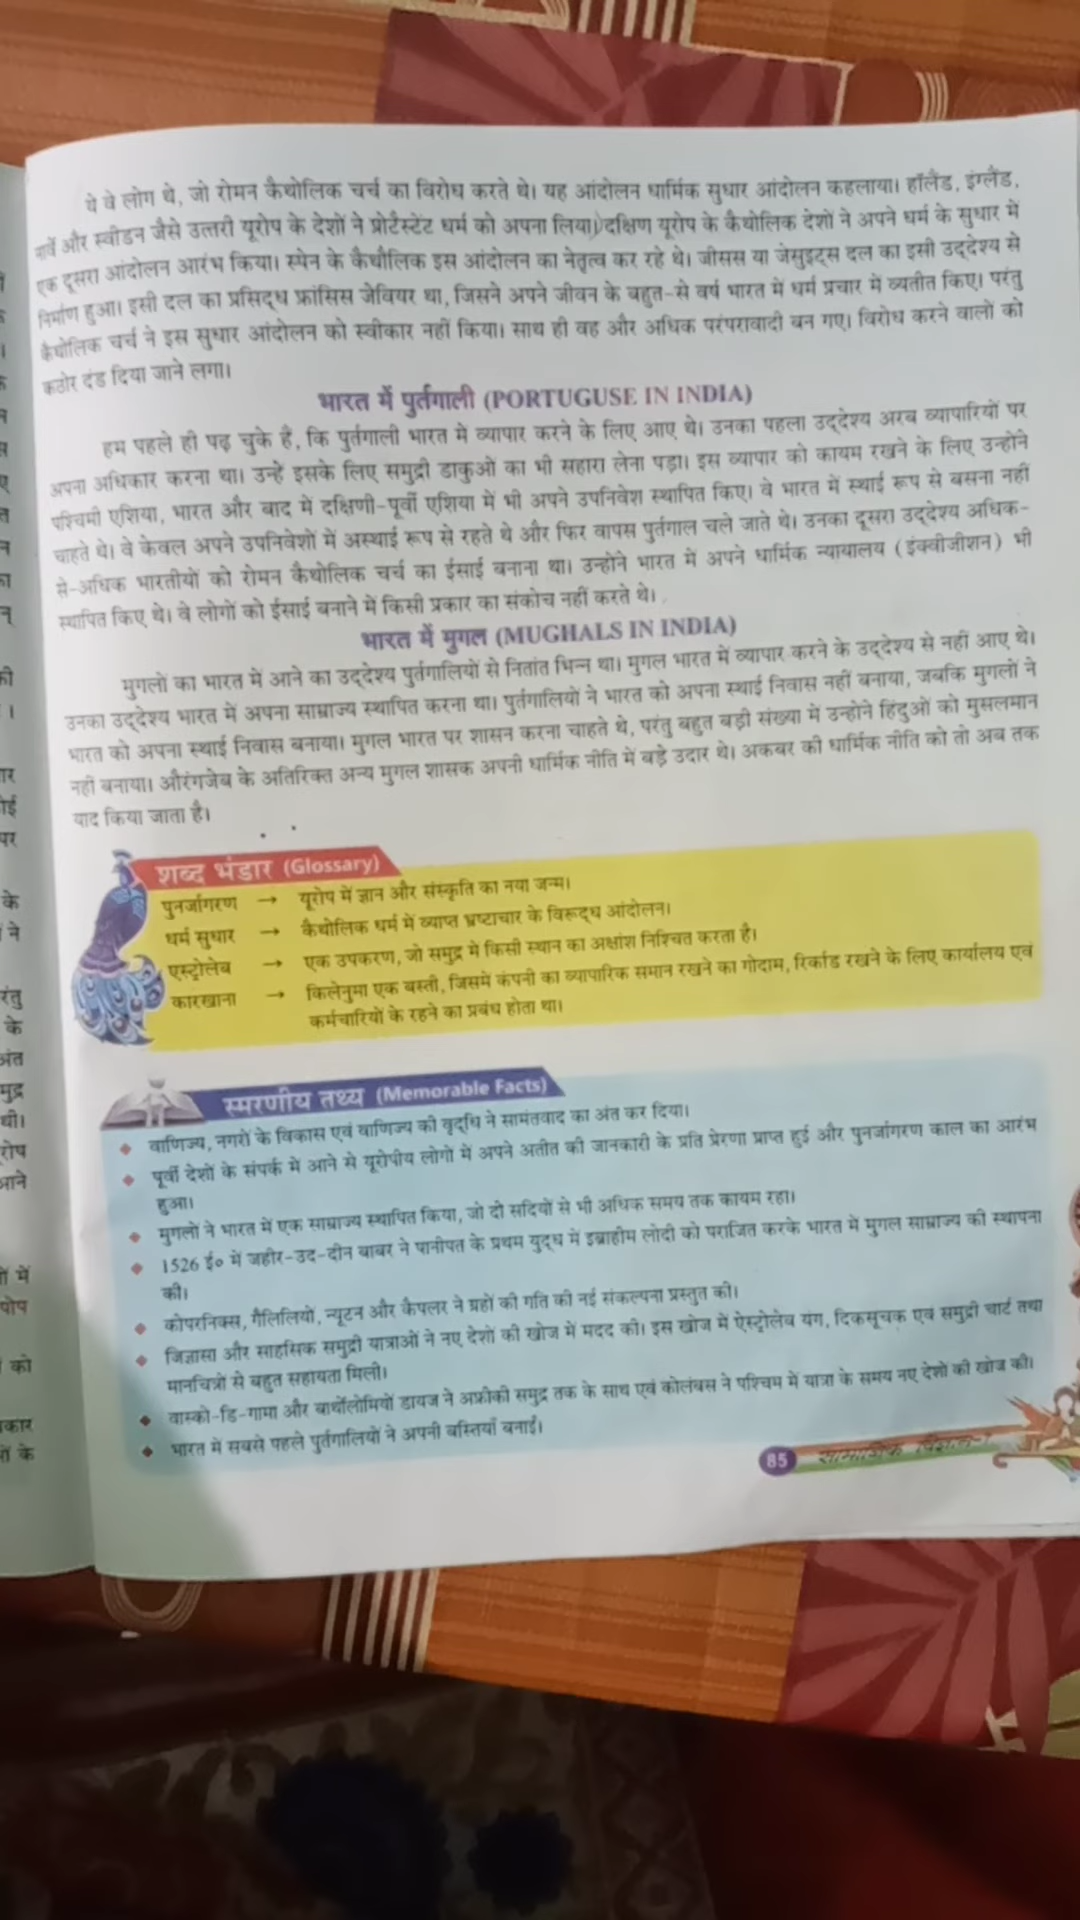 ये वे लोग थे, जो रोमन कैथोलिक चर्च का विरोध करते थे। यह आंदोलन धार्मिक सुधार आंदोलन कहलाया। हॉलैंड, इंग्लैंड,
नार्वे और स्वीडन जैसे उत्तरी यूरोप के देशों ने प्रोटैस्टेंट धर्म को अपना लिया। दक्षिण यूरोप के कैथोलिक देशों ने अपने धर्म के सुधार में
एक दूसरा आंदोलन आरंभ किया। स्पेन के कैथौलिक इस आंदोलन का नेतृत्व कर रहे थे। जीसस या जेसुइट्स दल का इसी उद्देश्य से
निर्माण हुआ। इसी दल का प्रसिद्ध फ्रांसिस जेवियर था, जिसने अपने जीवन के बहुत-से वर्ष भारत में धर्म प्रचार में व्यतीत किए। परंतु
कैथोलिक चर्च ने इस सुधार आंदोलन को स्वीकार नहीं किया। साथ ही वह और अधिक परंपरावादी बन गए। विरोध करने वालों को
कठोर दंड दिया जाने लगा।
भारत में पुर्तगाली (PORTUGUSE IN INDIA)
हम पहले ही पढ़ चुके हैं, कि पुर्तगाली भारत में व्यापार करने के लिए आए थे। उनका पहला उद्देश्य अरब व्यापारियों पर
अपना अधिकार करना था। उन्हें इसके लिए समुद्री डाकुओं का भी सहारा लेना पड़ा। इस व्यापार को कायम रखने के लिए उन्होंने
पश्चिमी एशिया, भारत और बाद में दक्षिणी-पूर्वी एशिया में भी अपने उपनिवेश स्थापित किए। वे भारत में स्थाई रूप से बसना नहीं
चाहते थे। वे केवल अपने उपनिवेशों में अस्थाई रूप से रहते थे और फिर वापस पुर्तगाल चले जाते थे। उनका दूसरा उद्देश्य अधिक-
से-अधिक भारतीयों को रोमन कैथोलिक चर्च का ईसाई बनाना था। उन्होंने भारत में अपने धार्मिक न्यायालय (इंक्वीजीशन) भी
स्थापित किए थे। वे लोगों को ईसाई बनाने में किसी प्रकार का संकोच नहीं करते थे।
भारत में मुगल (MUGHALS IN INDIA)
मुगलों का भारत में आने का उद्देश्य पुर्तगालियों से नितांत भिन्न था। मुगल भारत में व्यापार करने के उद्देश्य से नहीं आए थे।
उनका उद्देश्य भारत में अपना साम्राज्य स्थापित करना था। पुर्तगालियों ने भारत को अपना स्थाई निवास नहीं बनाया, जबकि मुगलों ने
भारत को अपना स्थाई निवास बनाया। मुगल भारत पर शासन करना चाहते थे, परंतु बहुत बड़ी संख्या में उन्होंने हिंदुओं को मुसलमान
नहीं बनाया। औरंगजेब के अतिरिक्त अन्य मुगल शासक अपनी धार्मिक नीति में बड़े उदार थे। अकबर की धार्मिक नीति को तो अब तक
याद किया जाता है।
शब्द भंडार (Glossary)
पुनर्जागरण → यूरोप में ज्ञान और संस्कृति का नया जन्म।
धर्म सुधार → कैथोलिक धर्म में व्याप्त भ्रष्टाचार के विरूद्ध आंदोलन।
एस्ट्रोलेब → एक उपकरण, जो समुद्र में किसी स्थान का अक्षांश निश्चित करता है।
कारखाना → किलेनुमा एक बस्ती, जिसमें कंपनी का व्यापारिक समान रखने का गोदाम, रिकार्ड रखने के लिए कार्यालय एवं
कर्मचारियों के रहने का प्रबंध होता था।
स्मरणीय तथ्य (Memorable Facts)
वाणिज्य, नगरों के विकास एवं वाणिज्य की वृद्धि ने सामंतवाद का अंत कर दिया।
पूर्वी देशों के संपर्क में आने से यूरोपीय लोगों में अपने अतीत की जानकारी के प्रति प्रेरणा प्राप्त हुई और पुनर्जागरण काल का आरंभ
हुआ।
मुगलों ने भारत में एक साम्राज्य स्थापित किया, जो दो सदियों से भी अधिक समय तक कायम रहा।
1526 ई० में जहीर-उद-दीन बाबर ने पानीपत के प्रथम युद्ध में इब्राहीम लोदी को पराजित करके भारत में मुगल साम्राज्य की स्थापना
की।
कोपरनिक्स, गैलिलियो, न्यूटन और कैपलर ने ग्रहों की गति की नई संकल्पना प्रस्तुत की।
जिज्ञासा और साहसिक समुद्री यात्राओं ने नए देशों की खोज में मदद की। इस खोज में ऐस्ट्रोलेब यंग, दिकसूचक एवं समुद्री चार्ट तथा
मानचित्रों से बहुत सहायता मिली।
वास्को-डि-गामा और बार्थोलोमियों डायज ने अफ्रीकी समुद्र तक के साथ एवं कोलंबस ने पश्चिम में यात्रा के समय नए देशों की खोज की।
भारत में सबसे पहले पुर्तगालियों ने अपनी बस्तियाँ बनाईं।
85 सामाजिक विज्ञान-7